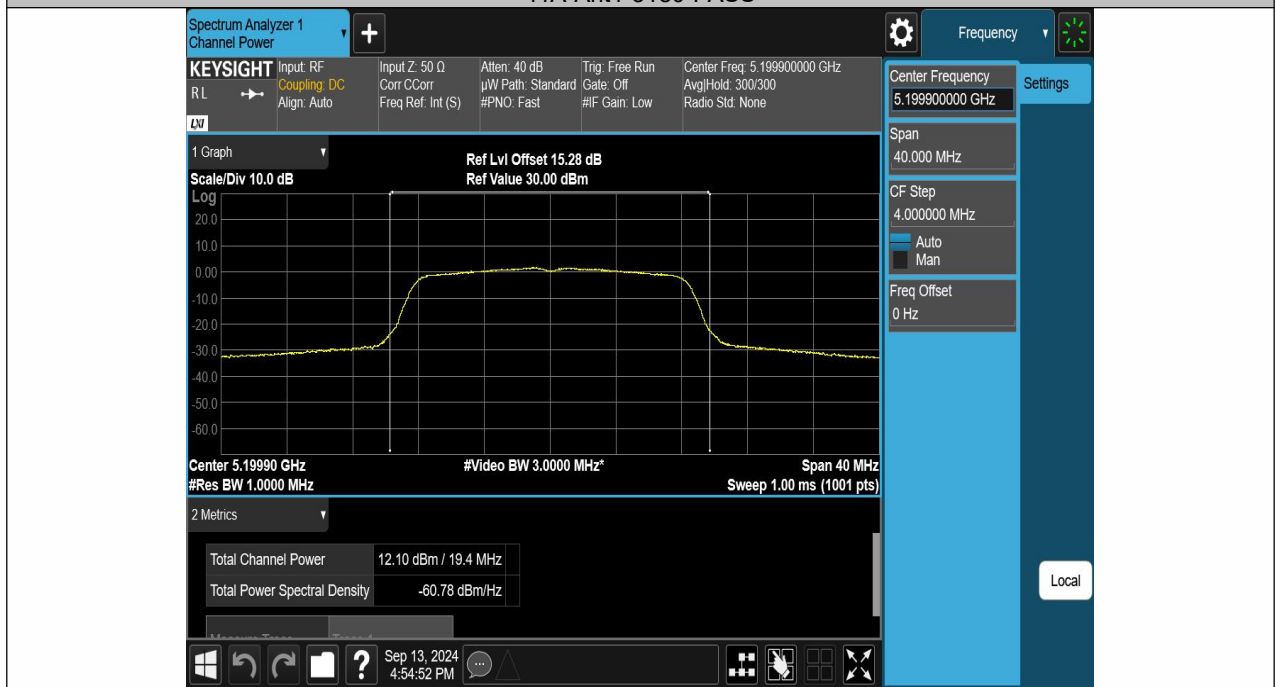 Spectrum Analyzer 1
Channel Power
Frequency
KEYSIGHT
R L
LXI
Input: RF
Coupling: DC
Align: Auto
Input Z: 50 Ω
Corr CCorr
Freq Ref: Int (S)
Atten: 40 dB
µW Path: Standard
#PNO: Fast
Trig: Free Run
Gate: Off
#IF Gain: Low
Center Freq: 5.199900000 GHz
Avg|Hold: 300/300
Radio Std: None
Center Frequency
5.199900000 GHz
Settings
Span
40.000 MHz
CF Step
4.000000 MHz
Auto
Man
Freq Offset
0 Hz
Local
1 Graph
Ref Lvl Offset 15.28 dB
Scale/Div 10.0 dB
Ref Value 30.00 dBm
Log
20.0
10.0
0.00
-10.0
-20.0
-30.0
-40.0
-50.0
-60.0
Center 5.19990 GHz
#Video BW 3.0000 MHz*
Span 40 MHz
#Res BW 1.0000 MHz
Sweep 1.00 ms (1001 pts)
2 Metrics
Total Channel Power 12.10 dBm / 19.4 MHz
Total Power Spectral Density -60.78 dBm/Hz
?
Sep 13, 2024
4:54:52 PM